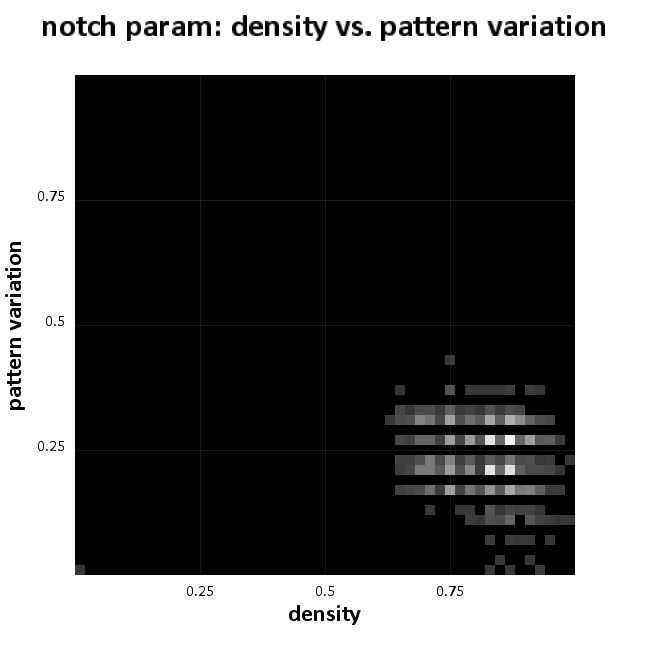 notch param: density vs. pattern variation
0.75
0.5
0.25
pattern variation
0.25 0.5 0.75
density